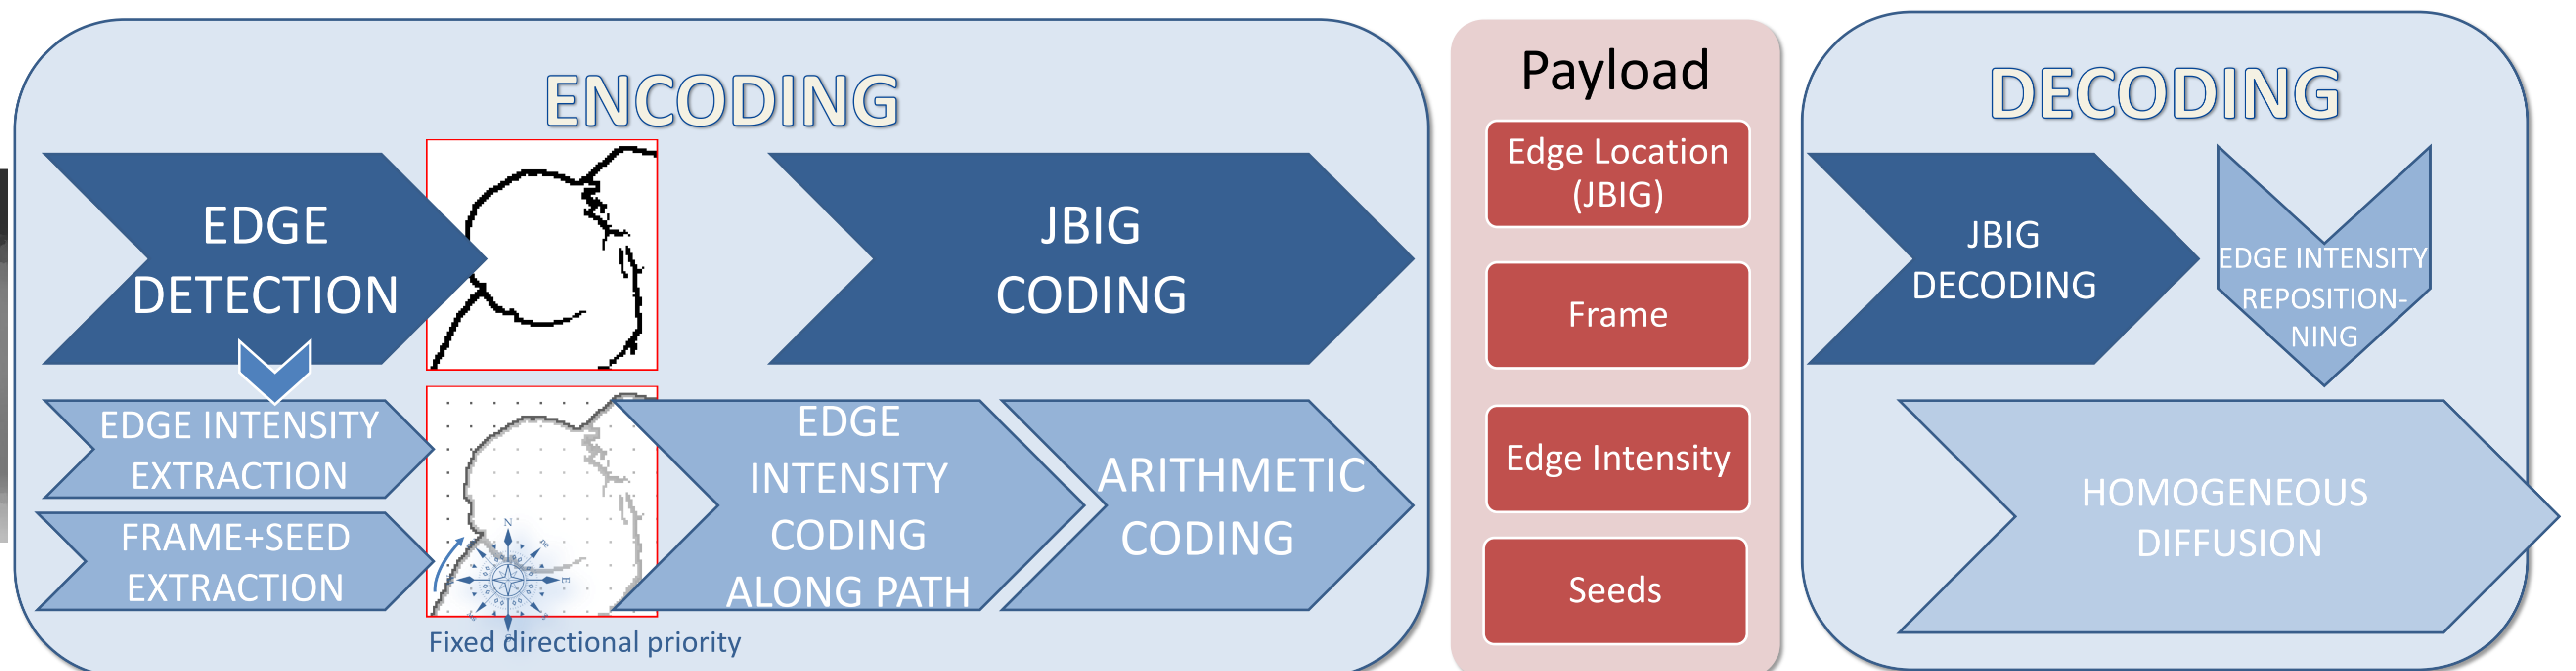 ENCODING
EDGE
DETECTION
JBIG
CODING
EDGE INTENSITY
EXTRACTION
FRAME+SEED
EXTRACTION
N
E
Fixed directional priority
EDGE
INTENSITY
CODING
ALONG PATH
ARITHMETIC
CODING
Payload
Edge Location
(JBIG)
Frame
Edge Intensity
Seeds
DECODING
JBIG
DECODING
EDGE INTENSITY
REPOSITION-
NING
HOMOGENEOUS
DIFFUSION